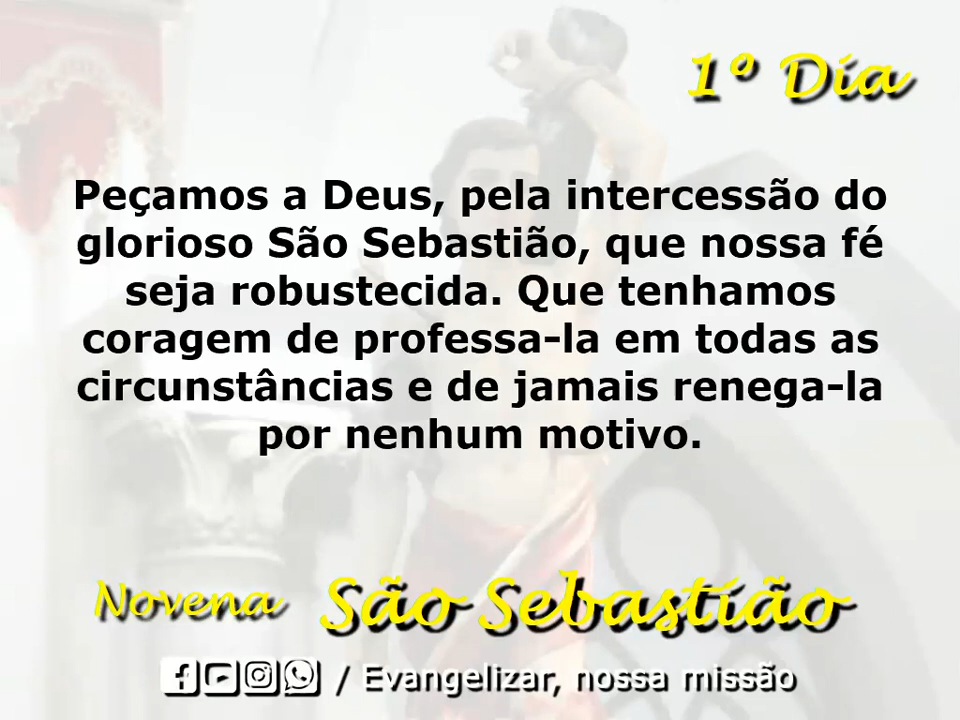 1º Dia
Peçamos a Deus, pela intercessão do
glorioso São Sebastião, que nossa fé
seja robustecida. Que tenhamos
coragem de professa-la em todas as
circunstâncias e de jamais renega-la
por nenhum motivo.
Novena São Sebastião
/ Evangelizar, nossa missão